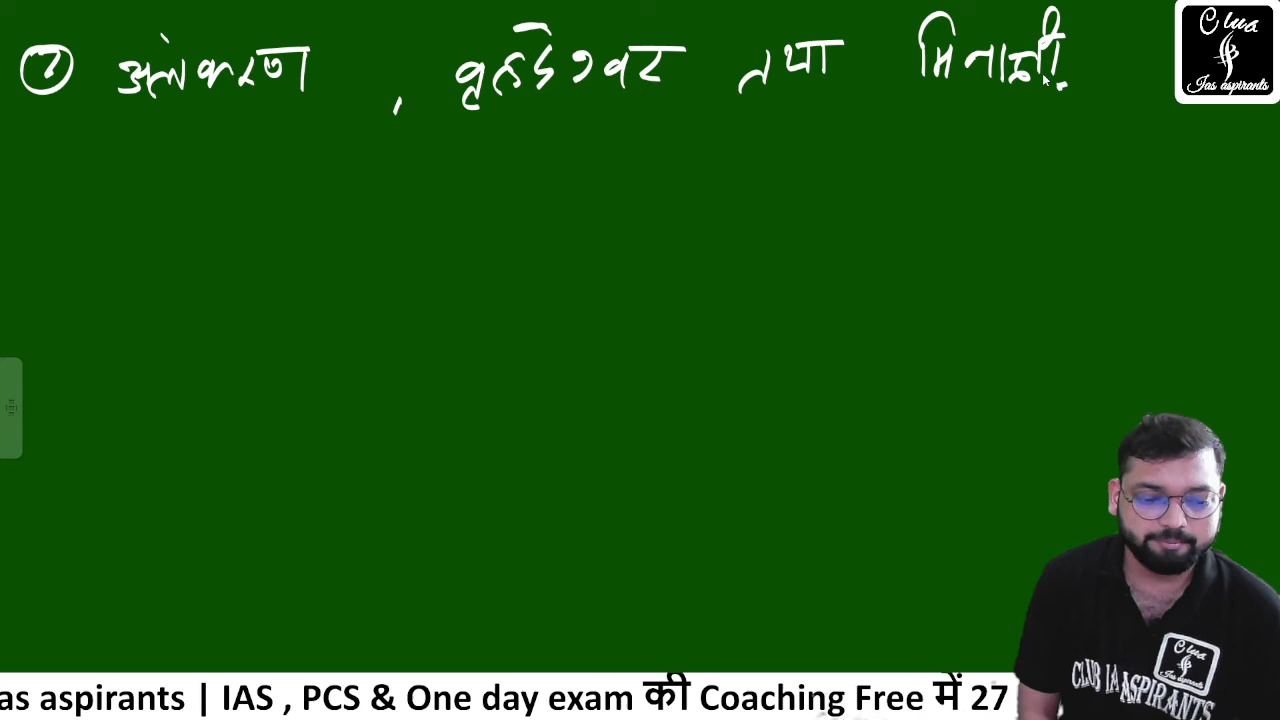 ⑦ अलंकरण , वृहदेश्वर तथा मिनाक्षी.
Club
Ias aspirants
CLUB IAS ASPIRANTS
as aspirants | IAS , PCS & One day exam की Coaching Free में 27